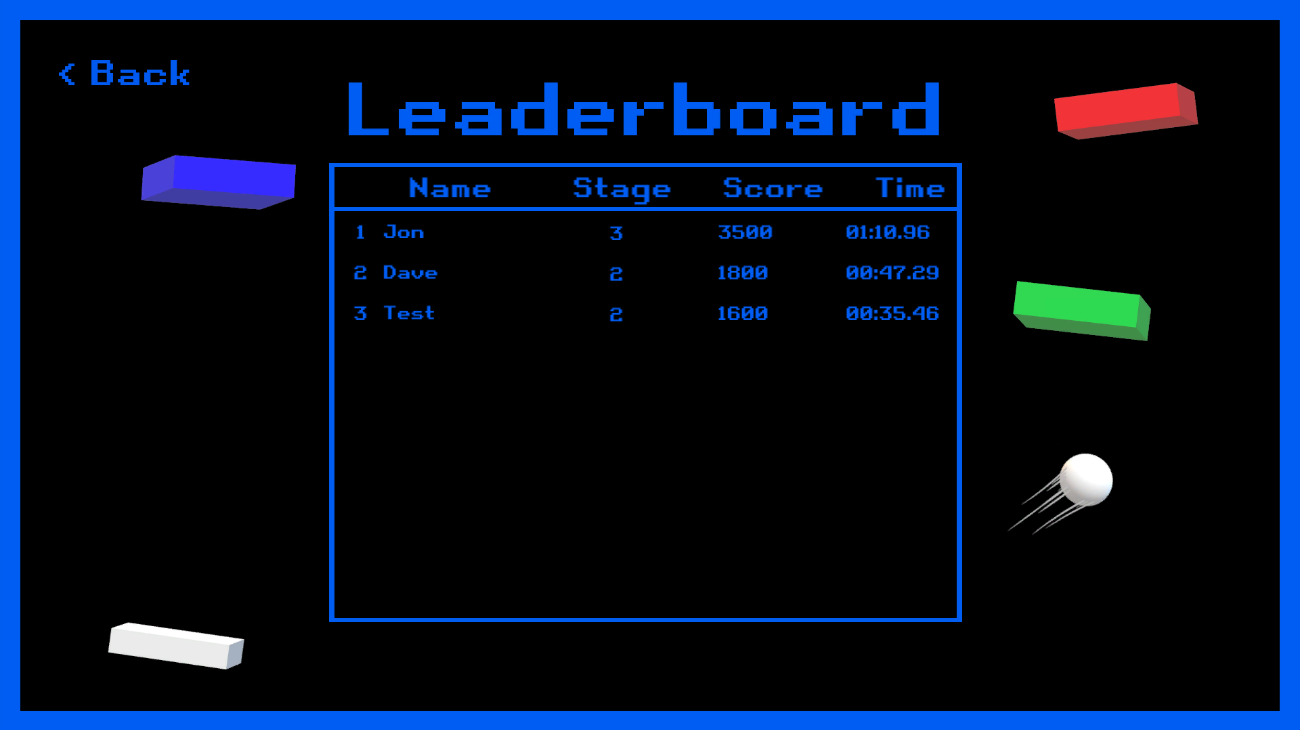 < Back
Leaderboard
Name Stage Score Time
1 Jon 3 3500 01:10.96
2 Dave 2 1800 00:47.29
3 Test 2 1600 00:35.46